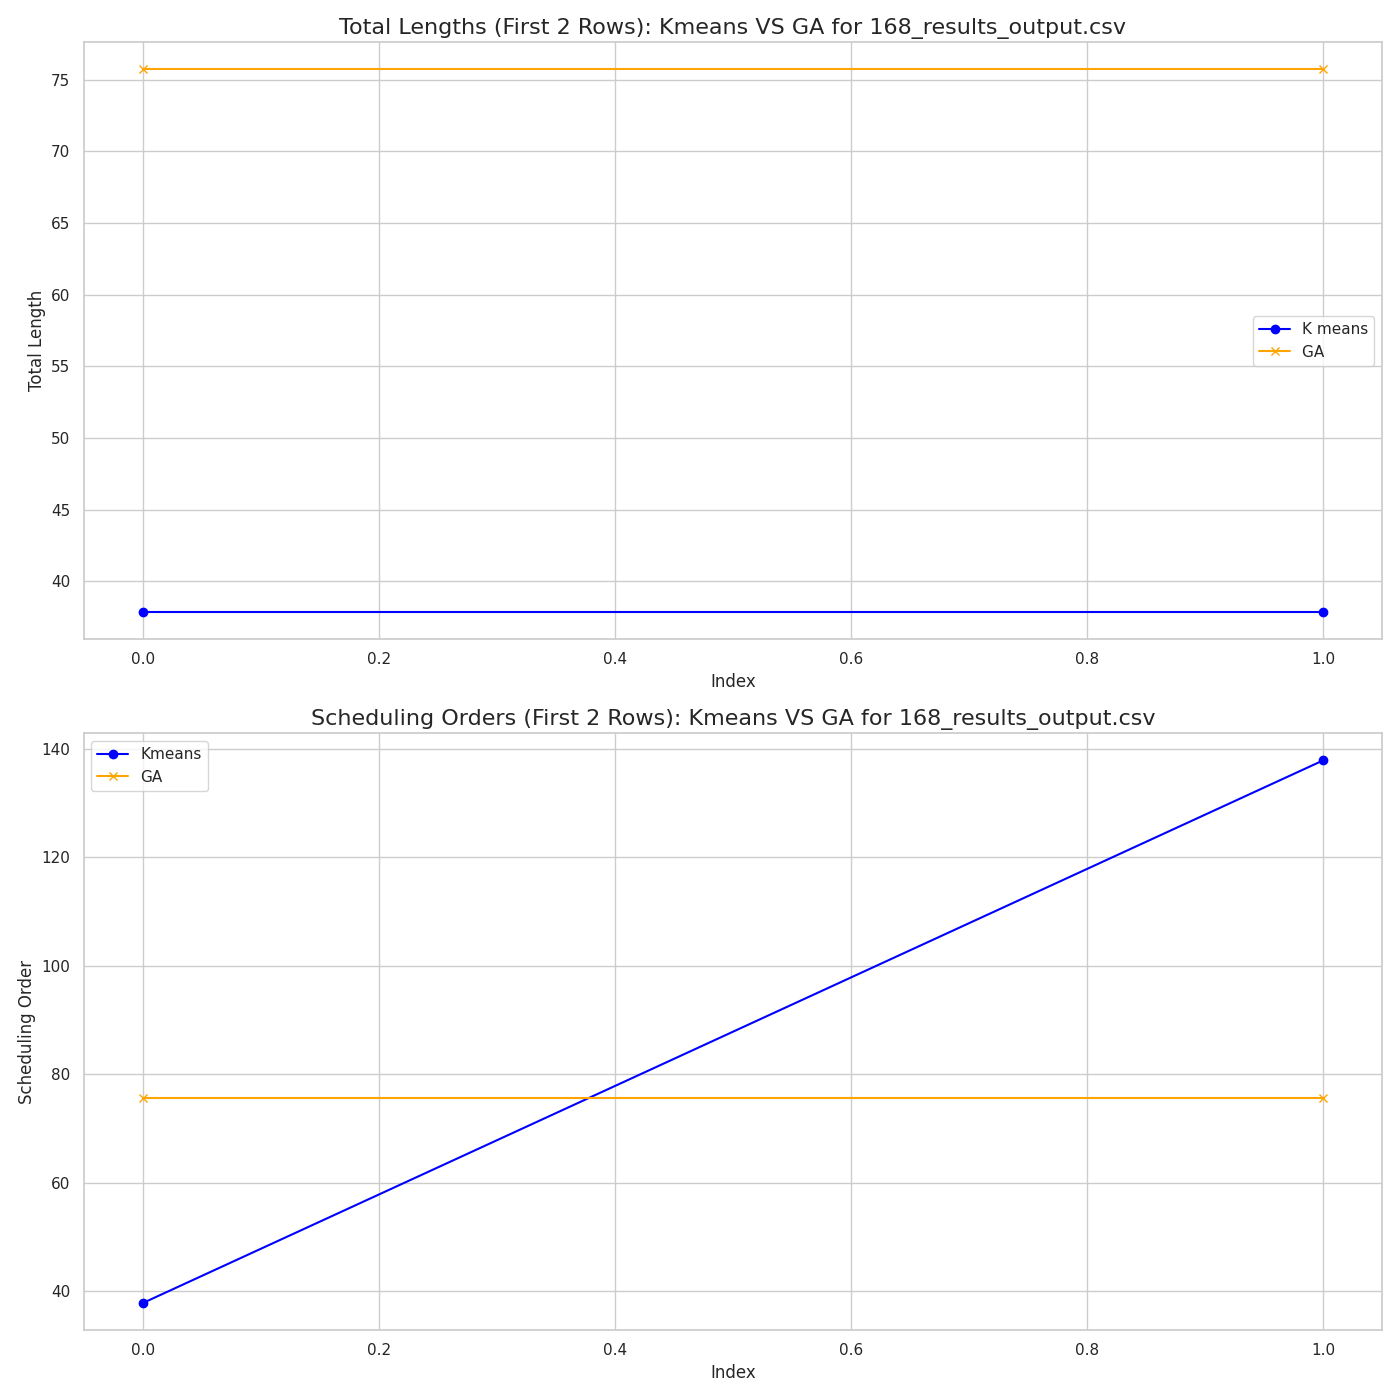 Total Lengths (First 2 Rows): Kmeans VS GA for 168_results_output.csv
Total Length
75
70
65
60
55
50
45
40
K means
GA
0.0 0.2 0.4 0.6 0.8 1.0
Index
Scheduling Orders (First 2 Rows): Kmeans VS GA for 168_results_output.csv
Scheduling Order
140
120
100
80
60
40
Kmeans
GA
0.0 0.2 0.4 0.6 0.8 1.0
Index